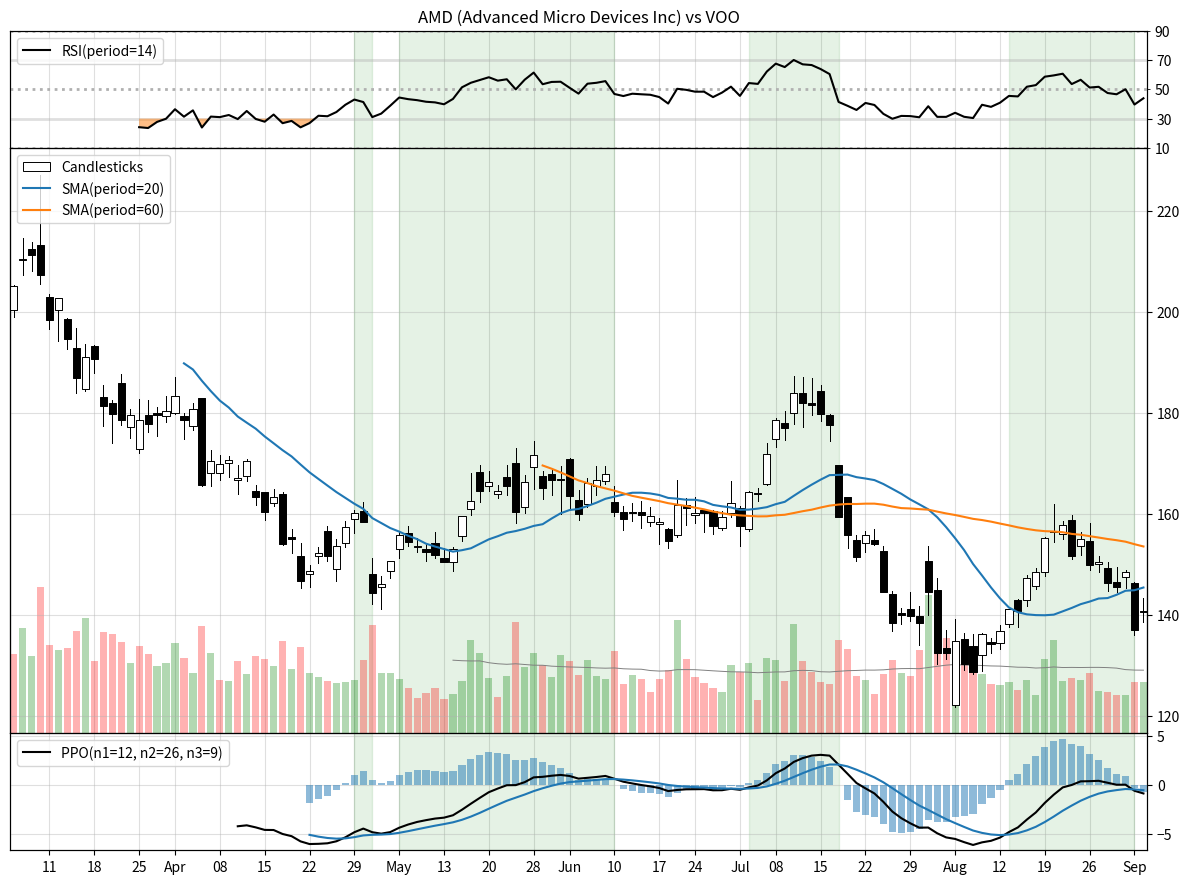 AMD (Advanced Micro Devices Inc) vs VOO
RSI(period=14)
90
70
50
30
10
Candlesticks
SMA(period=20)
SMA(period=60)
220
200
180
160
140
120
PPO(n1=12, n2=26, n3=9)
5
0
−5
11 18 25 Apr 08 15 22 29 May 13 20 28 Jun 10 17 24 Jul 08 15 22 29 Aug 12 19 26 Sep